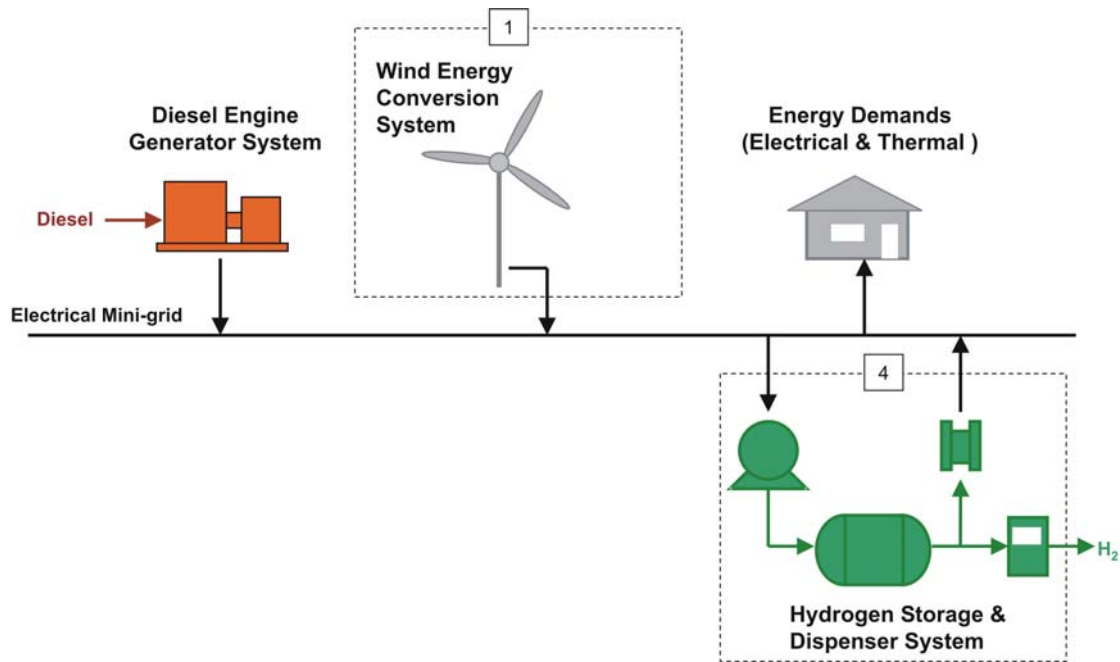 1
Wind Energy
Conversion
System
Diesel Engine
Generator System
Energy Demands
(Electrical & Thermal )
Diesel
Electrical Mini-grid
4
H2
Hydrogen Storage &
Dispenser System